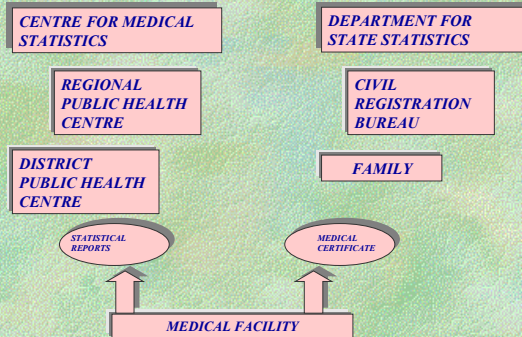 CENTRE FOR MEDICAL
STATISTICS
DEPARTMENT FOR
STATE STATISTICS
REGIONAL
PUBLIC HEALTH
CENTRE
CIVIL
REGISTRATION
BUREAU
DISTRICT
PUBLIC HEALTH
CENTRE
FAMILY
STATISTICAL
REPORTS
MEDICAL
CERTIFICATE
MEDICAL FACILITY